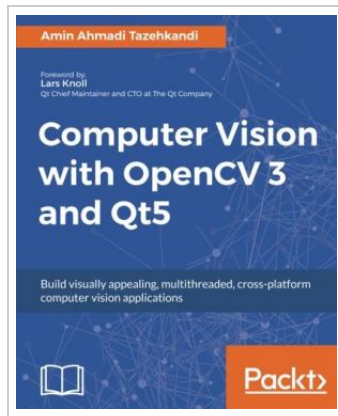 Amin Ahmadi Tazehkandi
Foreword by:
Lars Knoll
Qt Chief Maintainer and CTO at The Qt Company
Computer Vision
with OpenCV 3
and Qt5
Build visually appealing, multithreaded, cross-platform
computer vision applications
Packt>